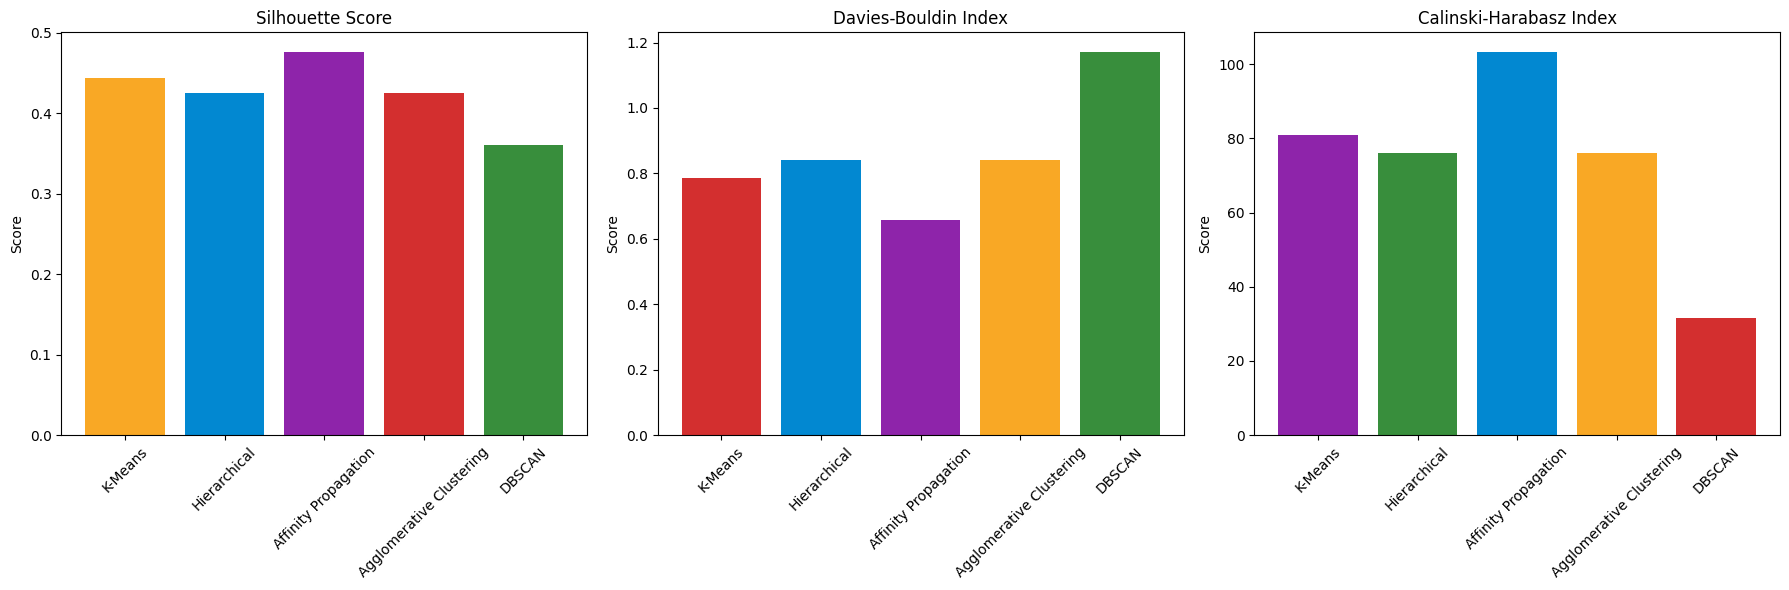 Silhouette Score
Score
0.5
0.4
0.3
0.2
0.1
0.0
K-Means
Hierarchical
Affinity Propagation
Agglomerative Clustering
DBSCAN
Davies-Bouldin Index
Score
1.2
1.0
0.8
0.6
0.4
0.2
0.0
K-Means
Hierarchical
Affinity Propagation
Agglomerative Clustering
DBSCAN
Calinski-Harabasz Index
Score
100
80
60
40
20
0
K-Means
Hierarchical
Affinity Propagation
Agglomerative Clustering
DBSCAN